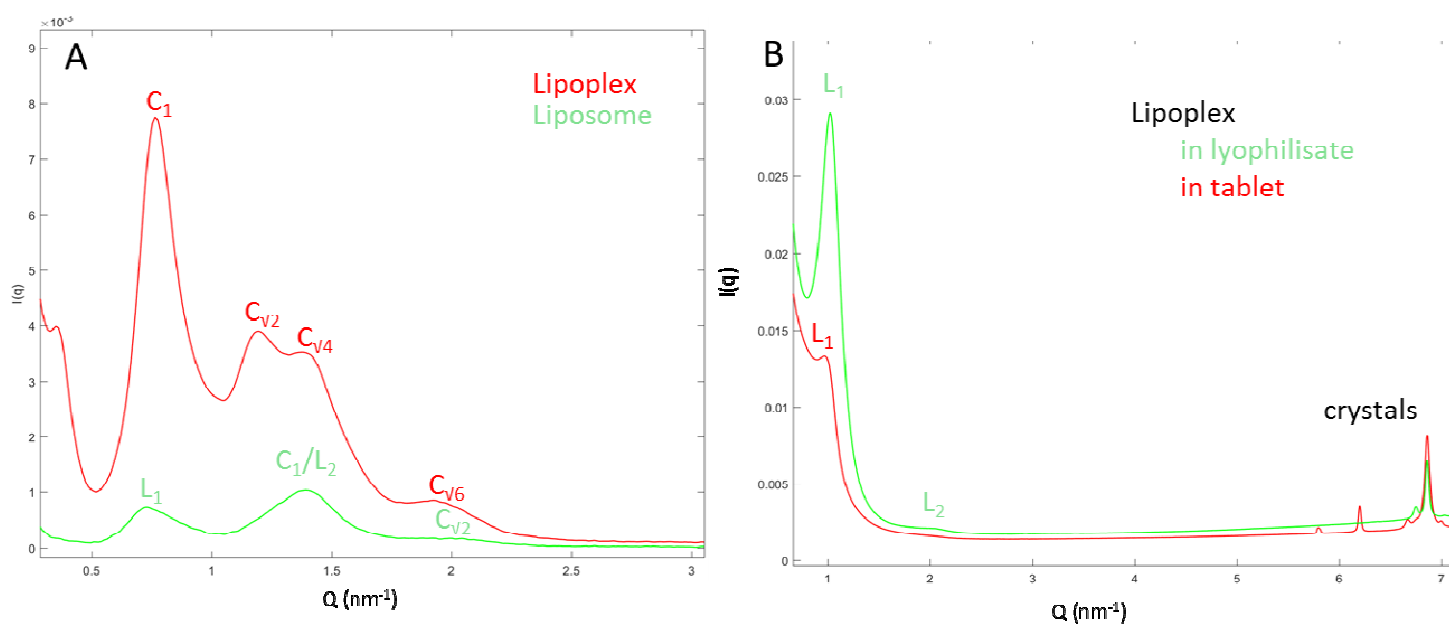 ×10⁻³
A
9
8
7
6
5
4
3
2
1
0
I(q)
Lipoplex
Liposome
C₁
C√2
C√4
C√6
L₁
C₁/L₂
C√2
0.5
1
1.5
2
2.5
3
Q (nm⁻¹)
B
0.03
0.025
0.02
0.015
0.01
0.005
0
I(q)
L₁
Lipoplex
in lyophilisate
in tablet
L₁
crystals
L₂
1
2
3
4
5
6
7
Q (nm⁻¹)